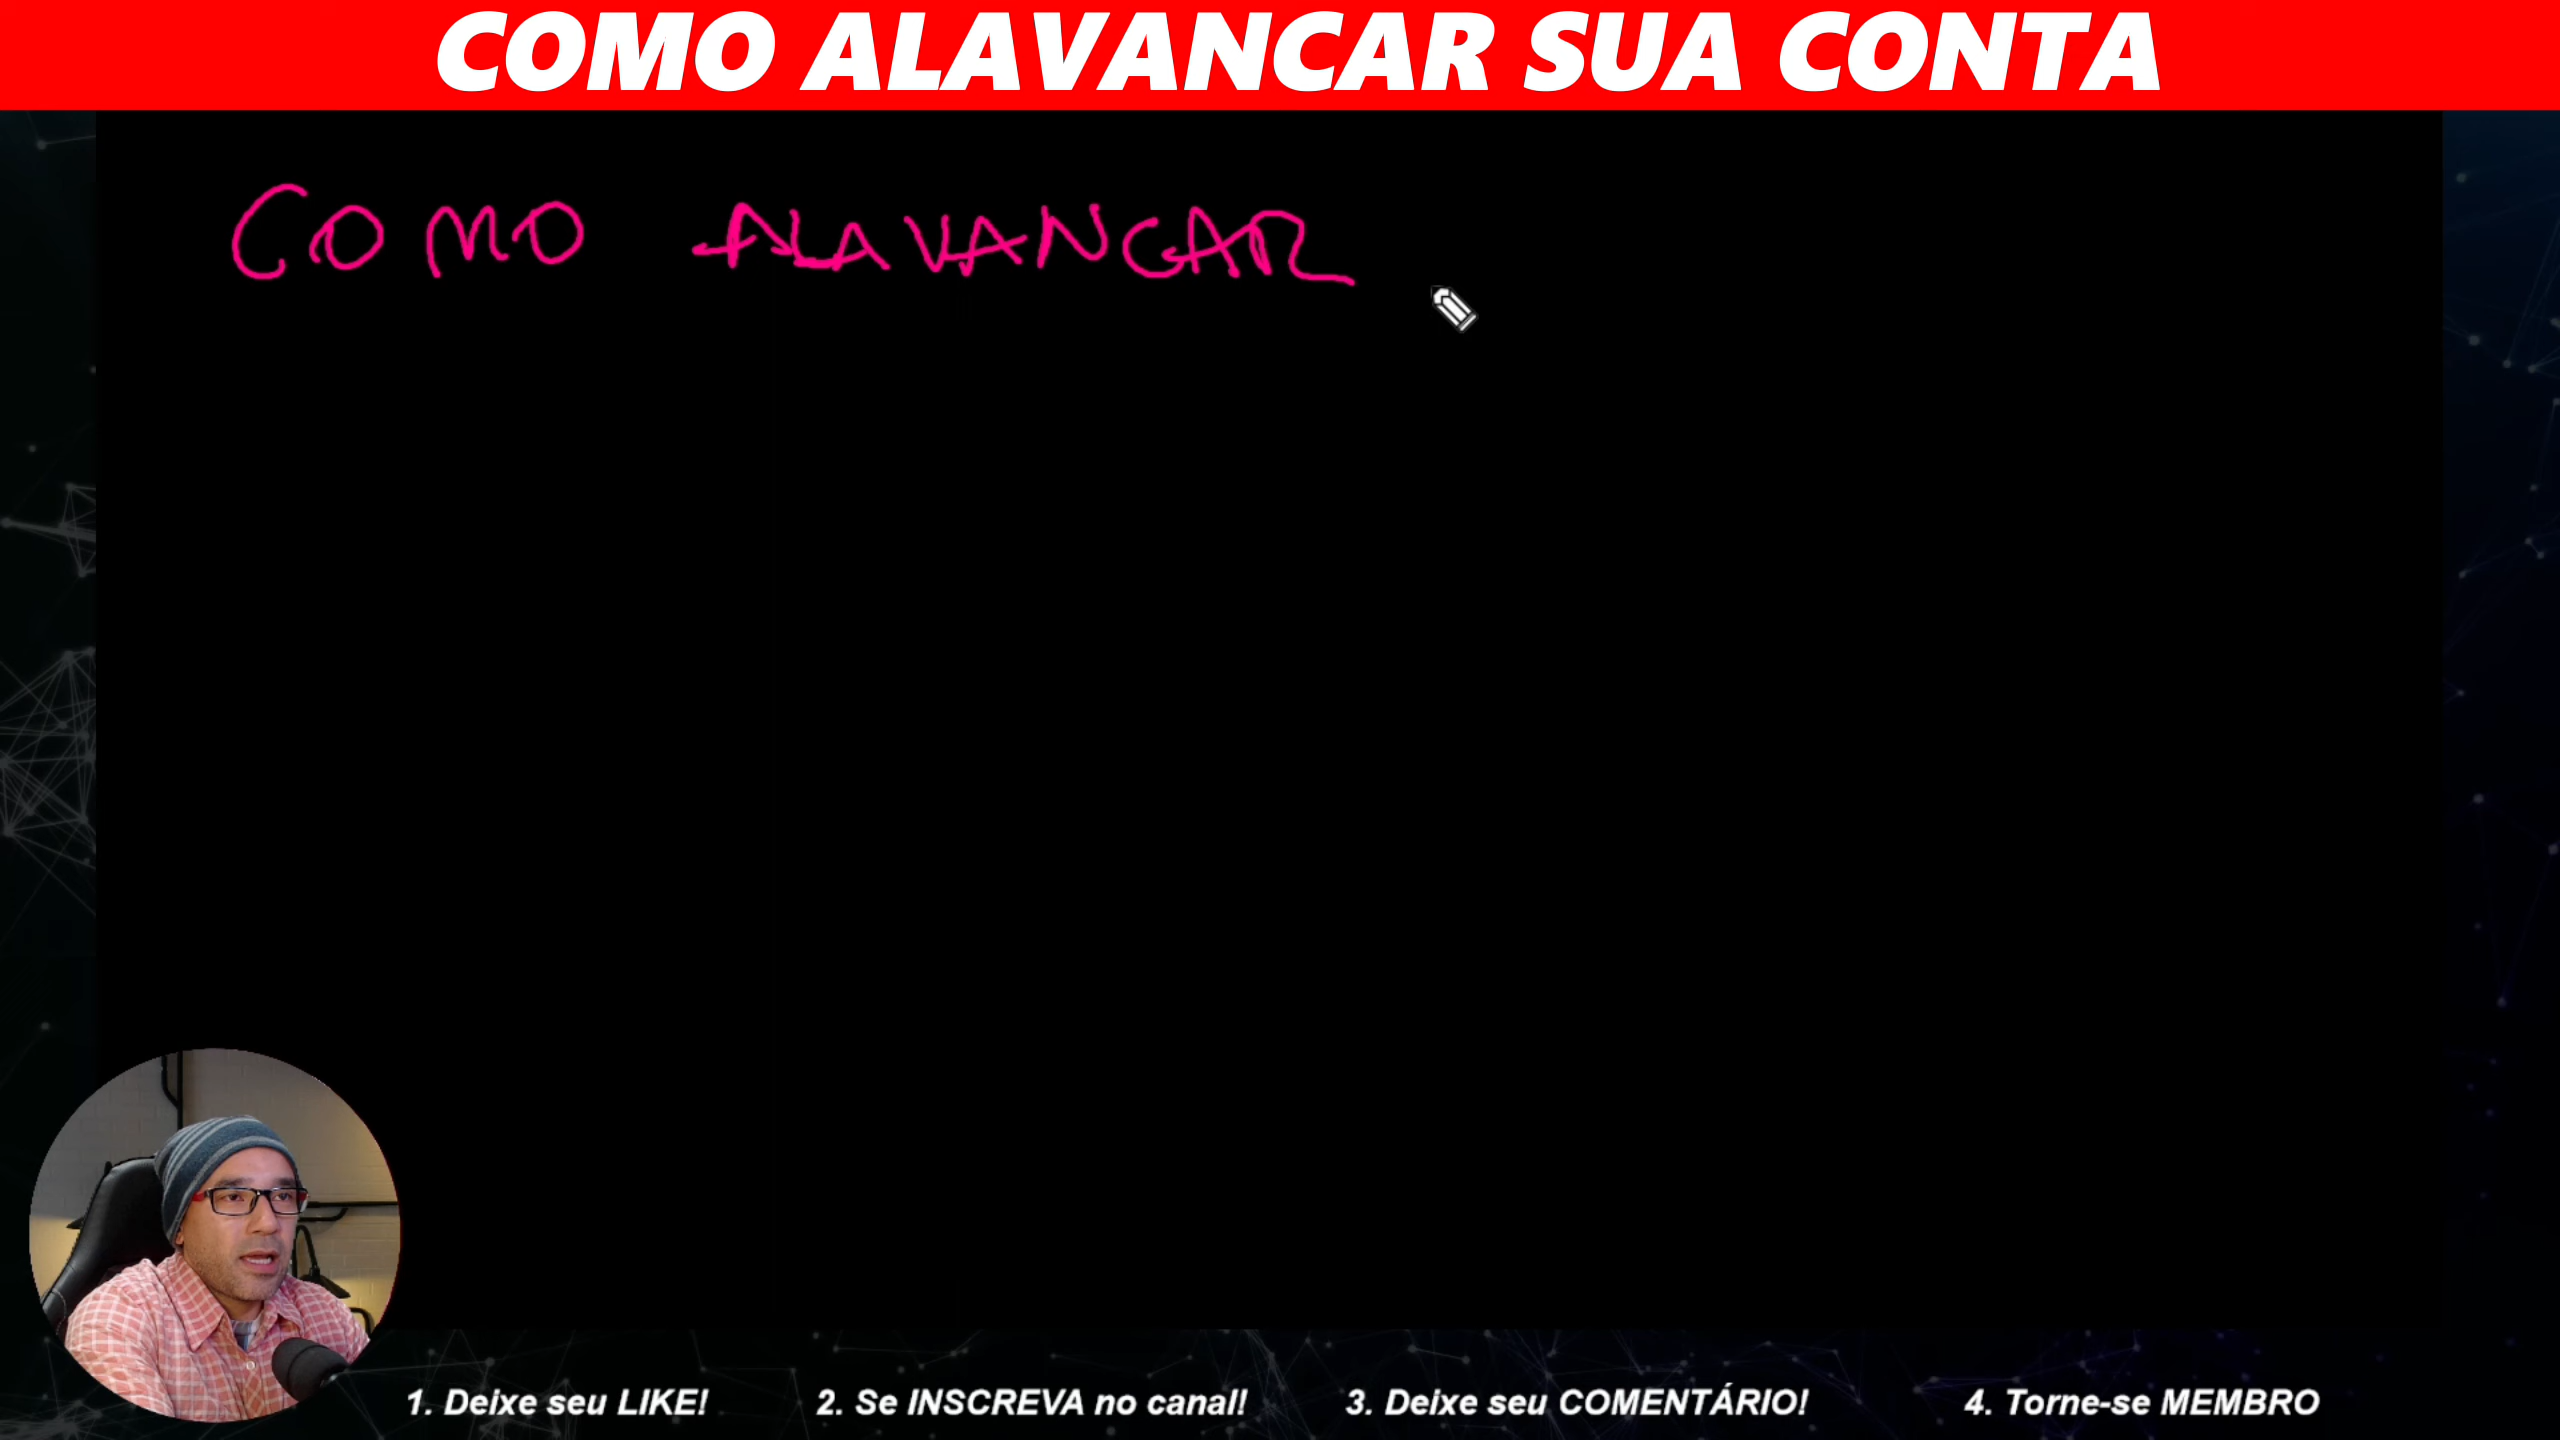 COMO ALAVANCAR SUA CONTA
COMO ALAVANCAR
1. Deixe seu LIKE! 2. Se INSCREVA no canal! 3. Deixe seu COMENTÁRIO! 4. Torne-se MEMBRO